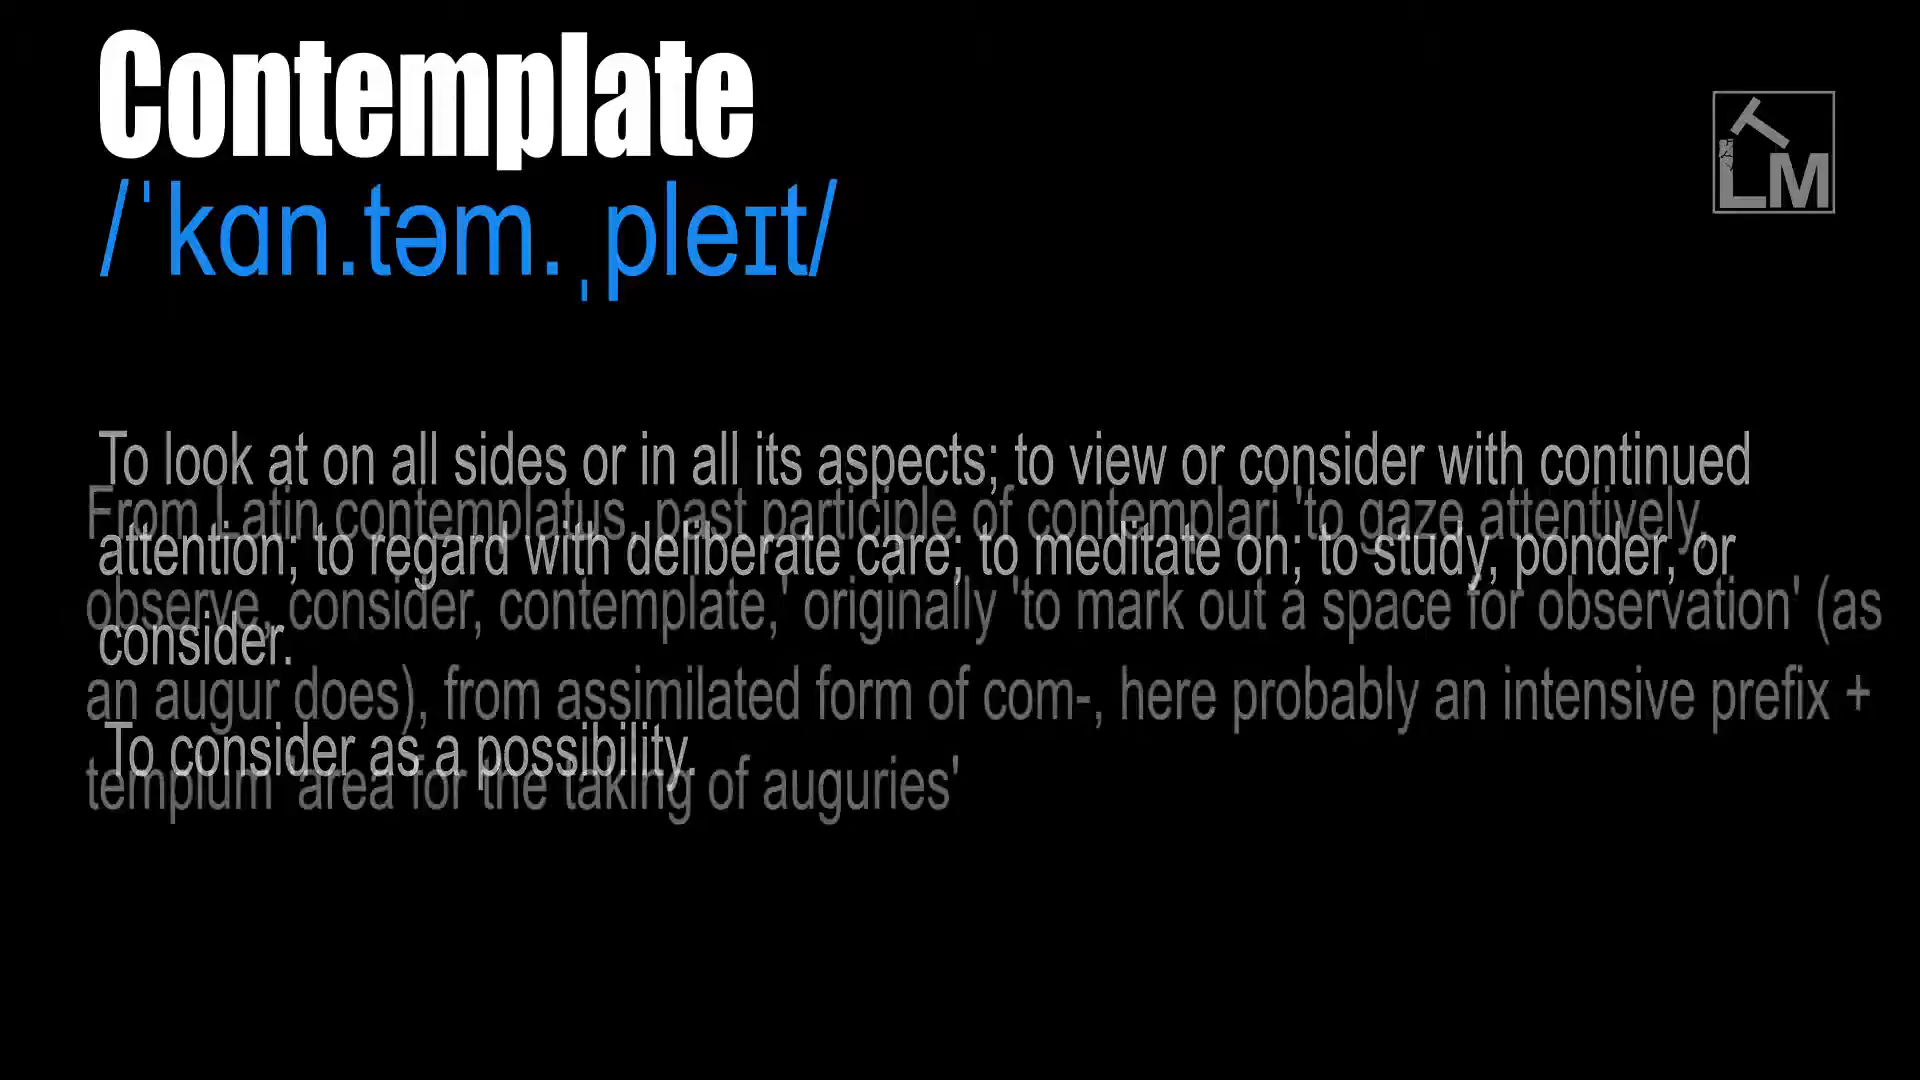 Contemplate
/ˈkɑn.təm.ˌpleɪt/
TLM
To look at on all sides or in all its aspects; to view or consider with continued
attention; to regard with deliberate care; to meditate on; to study, ponder, or
consider.
To consider as a possibility.
From Latin contemplatus, past participle of contemplari 'to gaze attentively,
observe, consider, contemplate,' originally 'to mark out a space for observation' (as
an augur does), from assimilated form of com-, here probably an intensive prefix +
templum 'area for the taking of auguries'